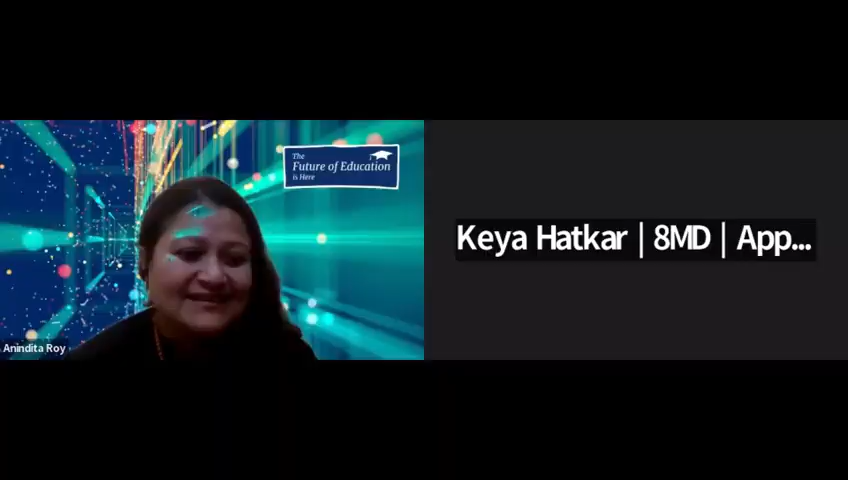 The
Future of Education
is Here
Keya Hatkar | 8MD | App...
Anindita Roy